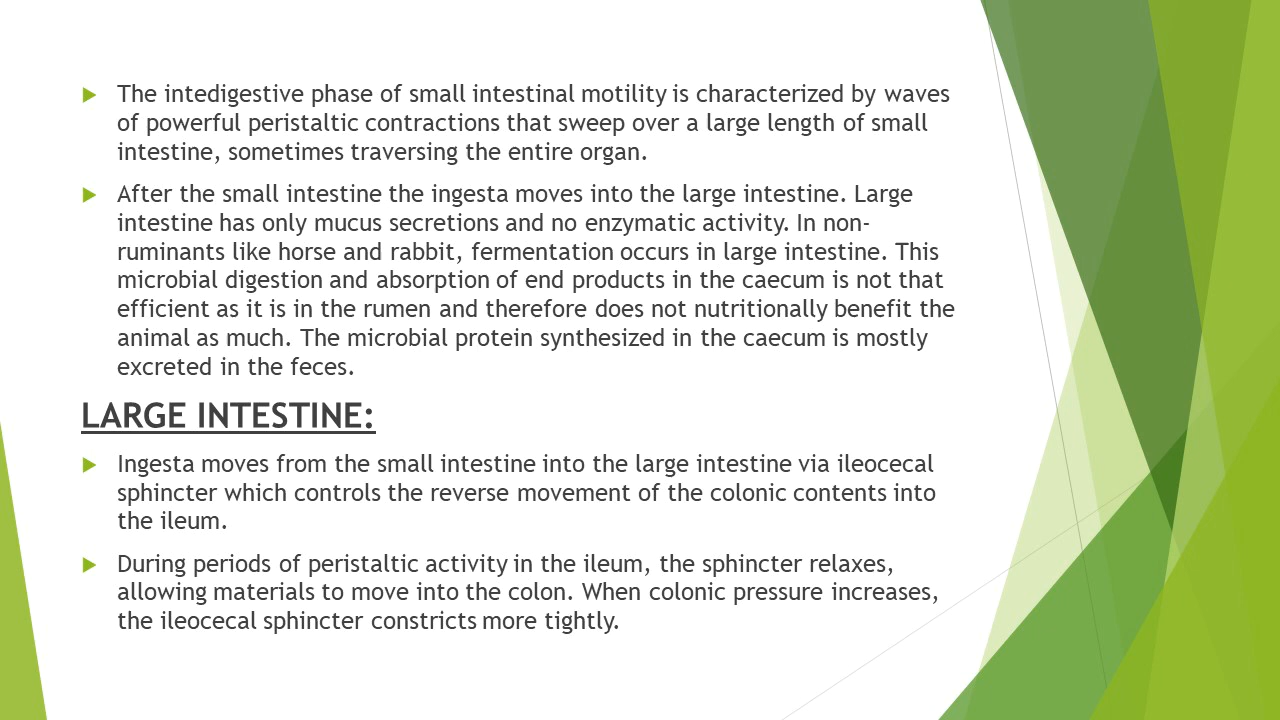 The intedigestive phase of small intestinal motility is characterized by waves
of powerful peristaltic contractions that sweep over a large length of small
intestine, sometimes traversing the entire organ.
After the small intestine the ingesta moves into the large intestine. Large
intestine has only mucus secretions and no enzymatic activity. In non-
ruminants like horse and rabbit, fermentation occurs in large intestine. This
microbial digestion and absorption of end products in the caecum is not that
efficient as it is in the rumen and therefore does not nutritionally benefit the
animal as much. The microbial protein synthesized in the caecum is mostly
excreted in the feces.
LARGE INTESTINE:
Ingesta moves from the small intestine into the large intestine via ileocecal
sphincter which controls the reverse movement of the colonic contents into
the ileum.
During periods of peristaltic activity in the ileum, the sphincter relaxes,
allowing materials to move into the colon. When colonic pressure increases,
the ileocecal sphincter constricts more tightly.